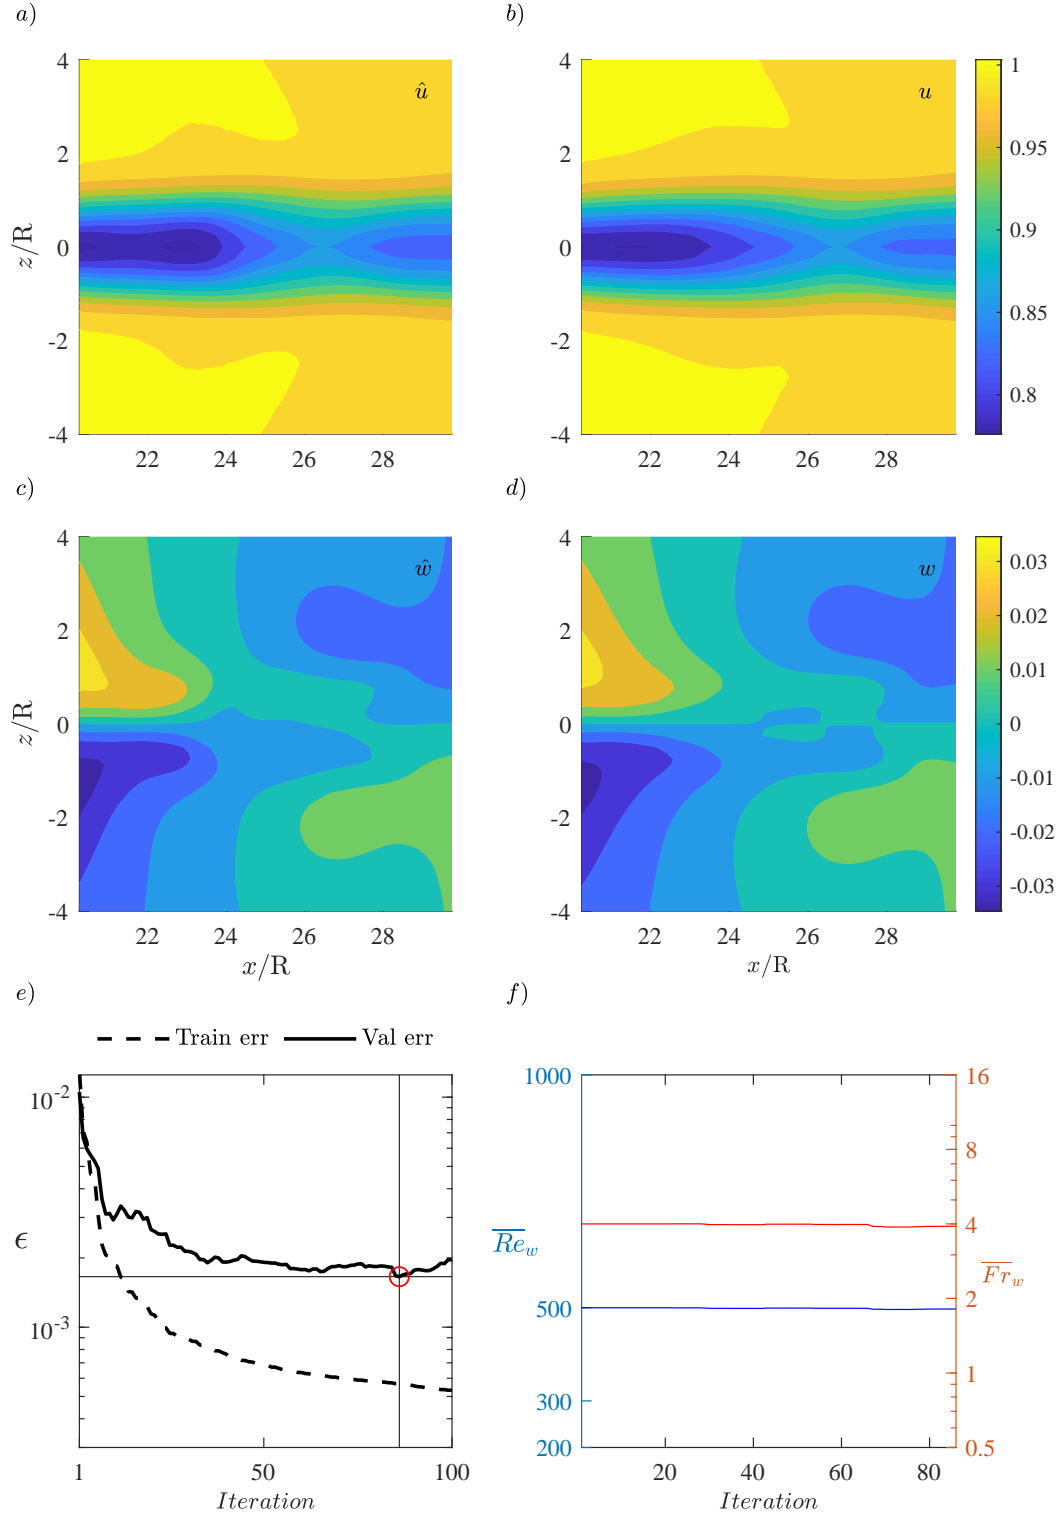 a) b)
4 û 4 u 1
2 2 0.95
z/R 0 0 0.9
0.85
-2 -2
0.8
-4 -4
22 24 26 28 22 24 26 28
c) d)
4 ŵ 4 w 0.03
2 2 0.02
0.01
z/R 0 0 0
-0.01
-2 -2 -0.02
-0.03
-4 -4
22 24 26 28 22 24 26 28
x/R x/R
e) f)
Train err Val err
10⁻² 1000 16
8
ϵ R̅e̅_w 4
F̅r̅_w
500 2
10⁻³
300 1
200 0.5
1 50 100 20 40 60 80
Iteration Iteration